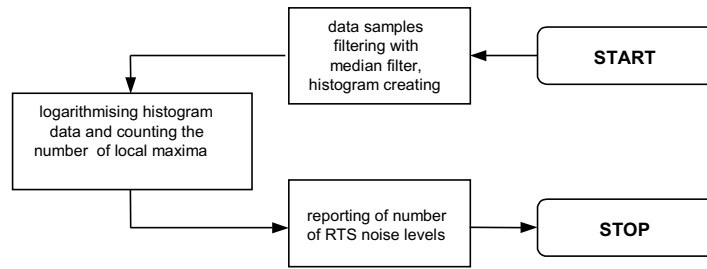 START
data samples
filtering with
median filter,
histogram creating
logarithmising histogram
data and counting the
number of local maxima
reporting of number
of RTS noise levels
STOP